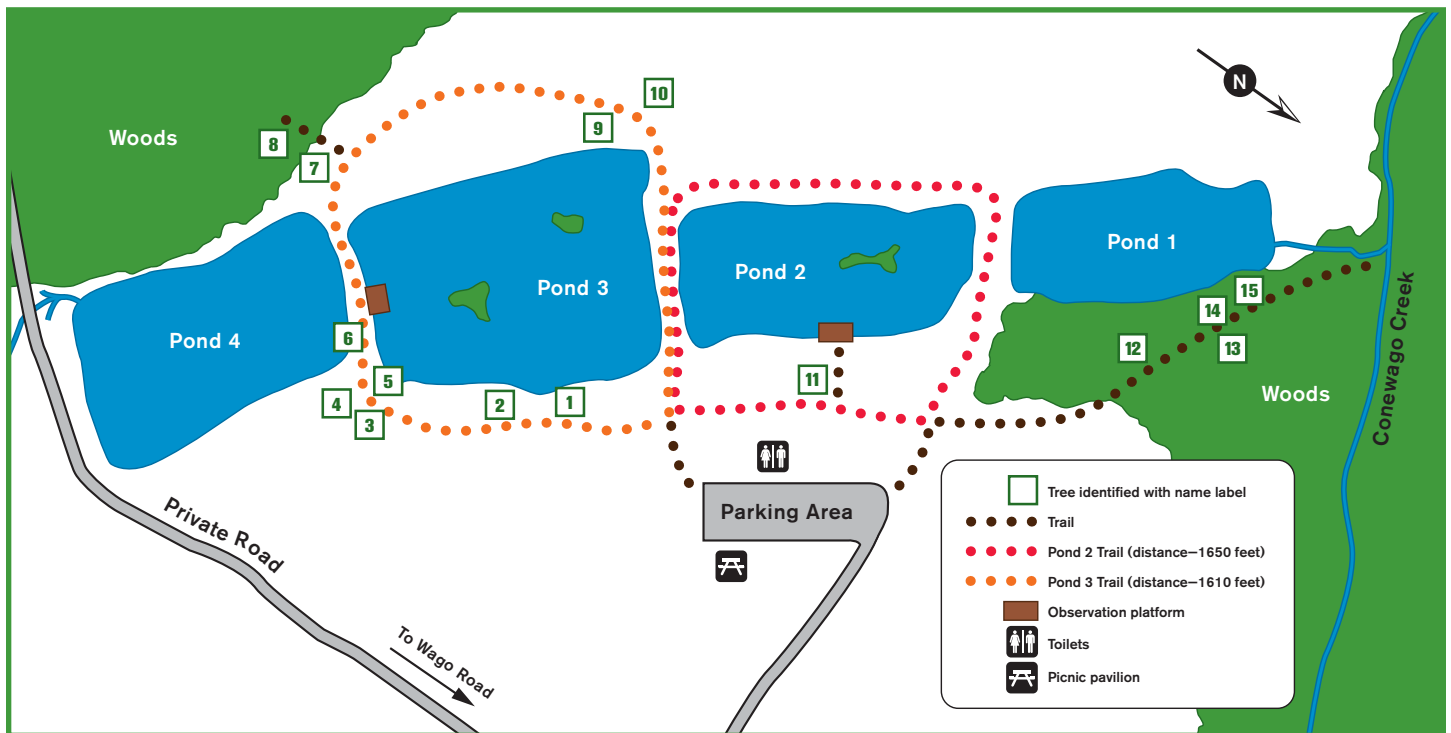 N
10
9
Woods
8
7
Pond 1
Pond 2
Pond 3
15
14
6
Pond 4
13
12
Conewago Creek
5
11
Woods
4
2
1
3
Parking Area
Private Road
To Wago Road
Tree identified with name label
Trail
Pond 2 Trail (distance–1650 feet)
Pond 3 Trail (distance–1610 feet)
Observation platform
Toilets
Picnic pavilion